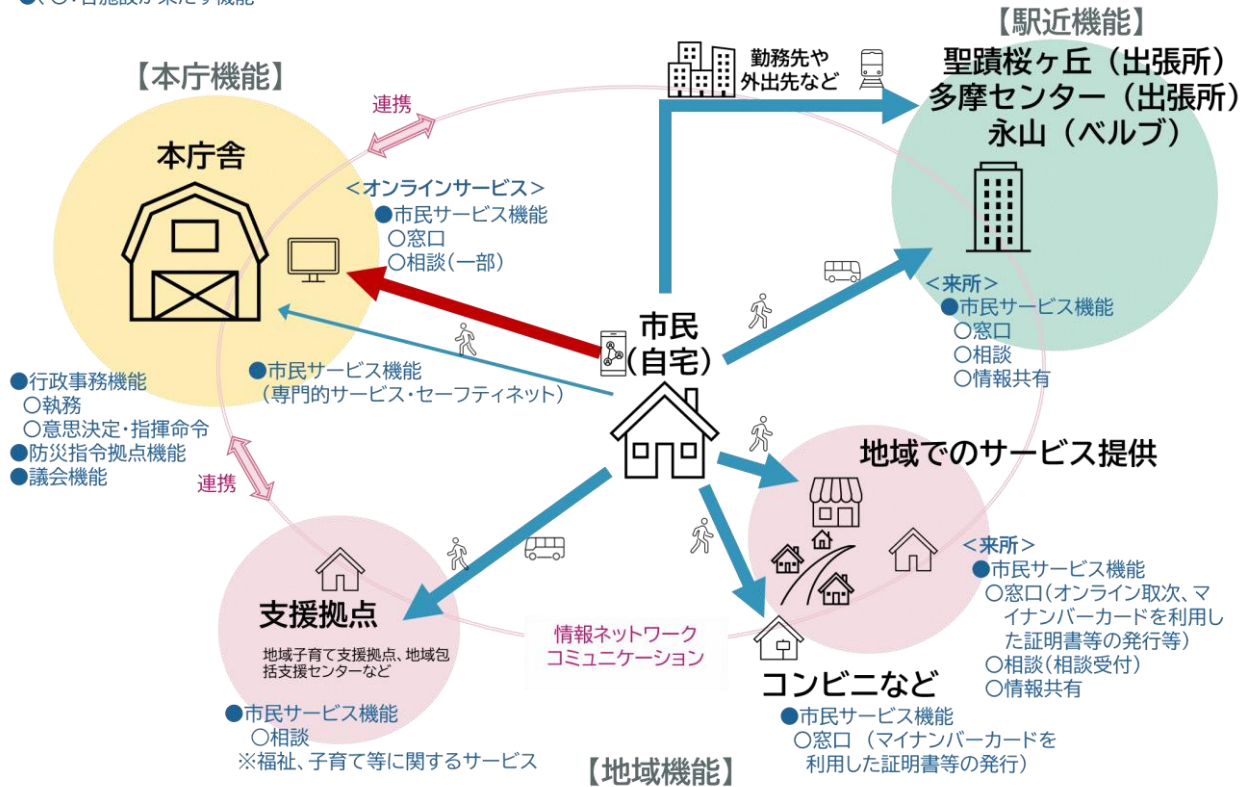 ●(○:各施設が果たす機能
【駅近機能】
聖蹟桜ヶ丘（出張所）
多摩センター（出張所）
永山（ベルブ）
勤務先や
外出先など
【本庁機能】
連携
本庁舎
＜オンラインサービス＞
●市民サービス機能
○窓口
○相談（一部）
＜来所＞
●市民サービス機能
○窓口
○相談
○情報共有
市民
（自宅）
●市民サービス機能
（専門的サービス・セーフティネット）
●行政事務機能
○執務
○意思決定・指揮命令
●防災指令拠点機能
●議会機能
連携
地域でのサービス提供
＜来所＞
●市民サービス機能
○窓口（オンライン取次、マ
イナンバーカードを利用し
た証明書等の発行等）
○相談（相談受付）
○情報共有
支援拠点
地域子育て支援拠点、地域包
括支援センターなど
●市民サービス機能
○相談
※福祉、子育て等に関するサービス
情報ネットワーク
コミュニケーション
コンビニなど
●市民サービス機能
○窓口　（マイナンバーカードを
利用した証明書等の発行）
【地域機能】